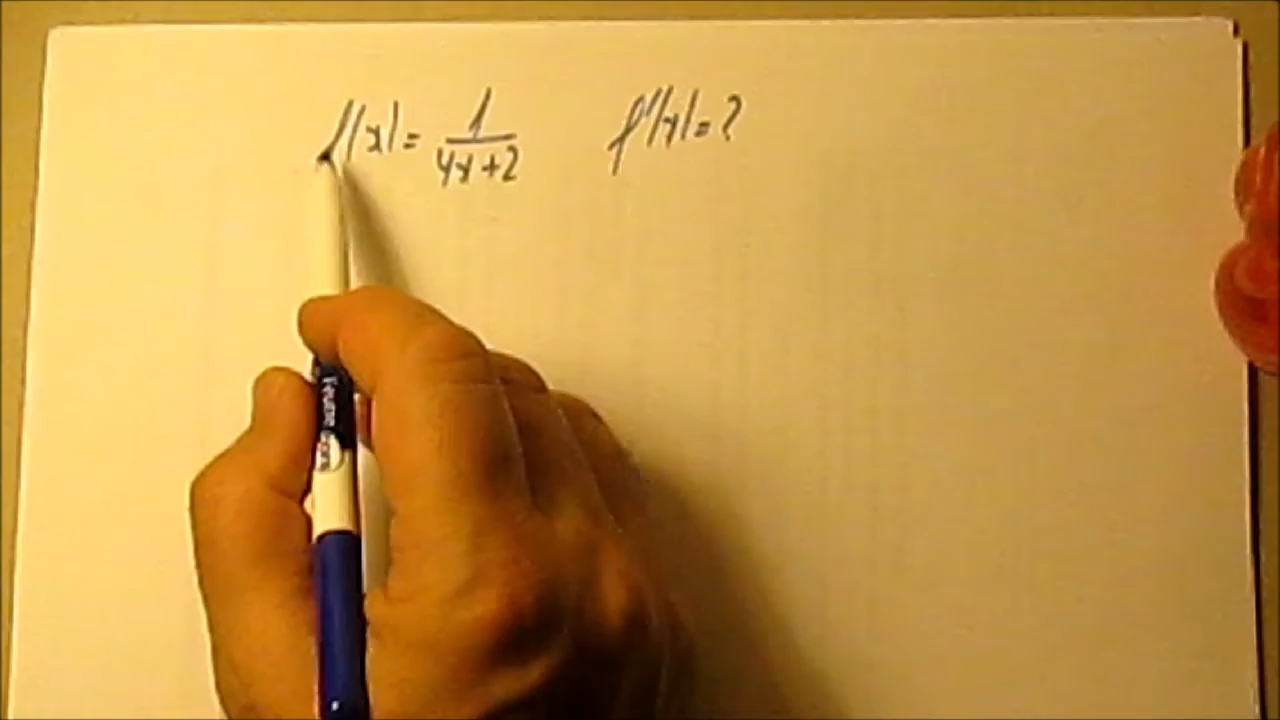 f(x) = 1/(4x+2) f''(x) = ?